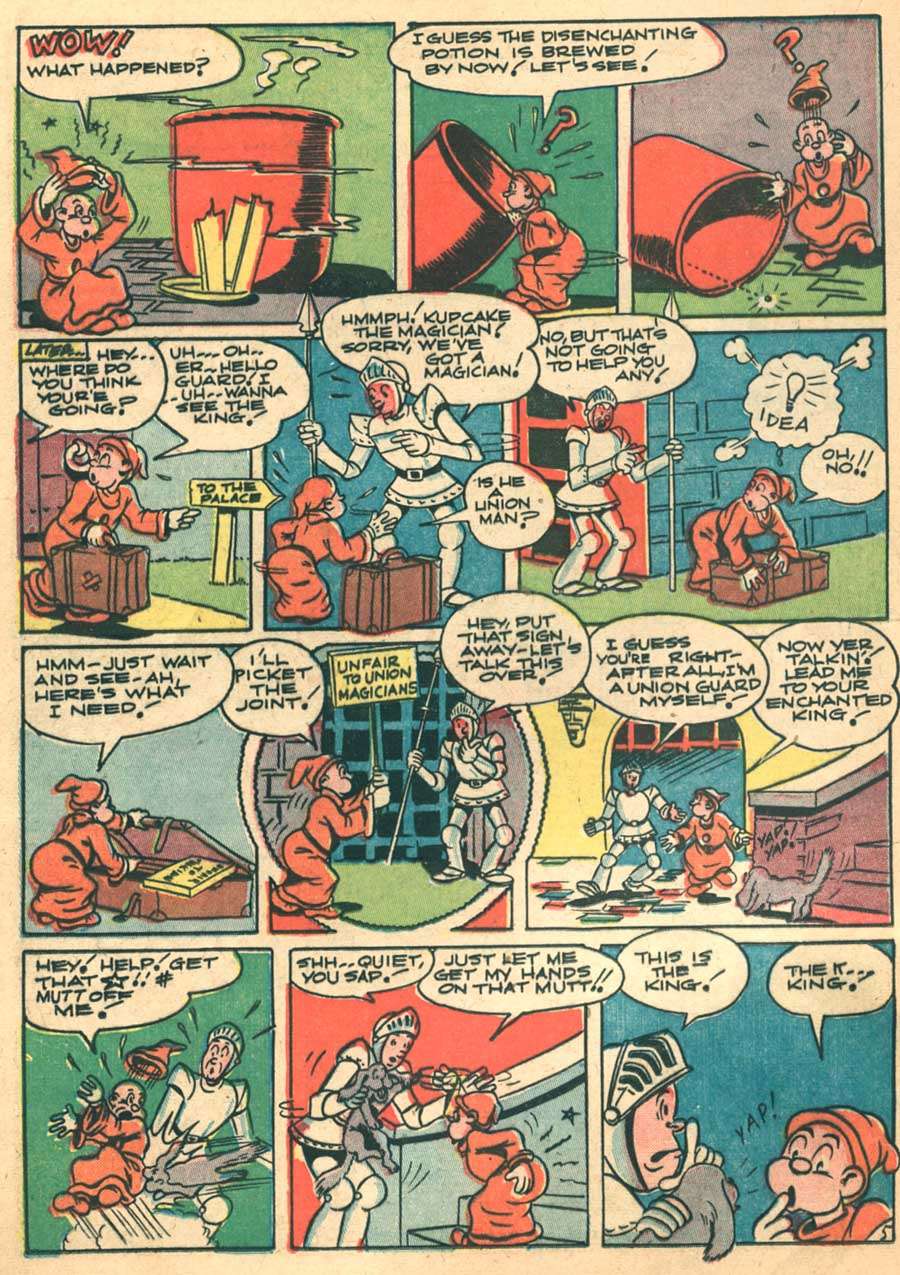 WOW!
WHAT HAPPENED?
I GUESS THE DISENCHANTING
POTION IS BREWED
BY NOW! LET'S SEE!
?
?
LATER...
HEY...
WHERE DO
YOU THINK
YOUR'E
GOING?
UH--- OH--
ER--HELLO
GUARD! I
..UH--WANNA
SEE THE
KING!
TO THE
PALACE
HMMPH! KUPCAKE
THE MAGICIAN!
SORRY, WE'VE
GOT A
MAGICIAN!
IS HE
A
UNION
MAN?
NO, BUT THAT'S
NOT GOING
TO HELP YOU
ANY!
IDEA
OH,
NO!!
HMM-JUST WAIT
AND SEE-AH,
HERE'S WHAT
I NEED!
I'LL
PICKET
THE
JOINT!
UNFAIR
TO UNION
MAGICIANS
HEY, PUT
THAT SIGN
AWAY-LET'S
TALK THIS
OVER!
I GUESS
YOU'RE RIGHT-
AFTER ALL, I'M
A UNION GUARD
MYSELF!
NOW YER
TALKIN'!
LEAD ME
TO YOUR
ENCHANTED
KING!
YAP!
YAP!
HEY! HELP! GET
THAT ☆!! #
MUTT OFF
ME!
SHH--QUIET,
YOU SAP!
JUST LET ME
GET MY HANDS
ON THAT MUTT!!
THIS IS
THE
KING!
THE K---
KING!
YAP!